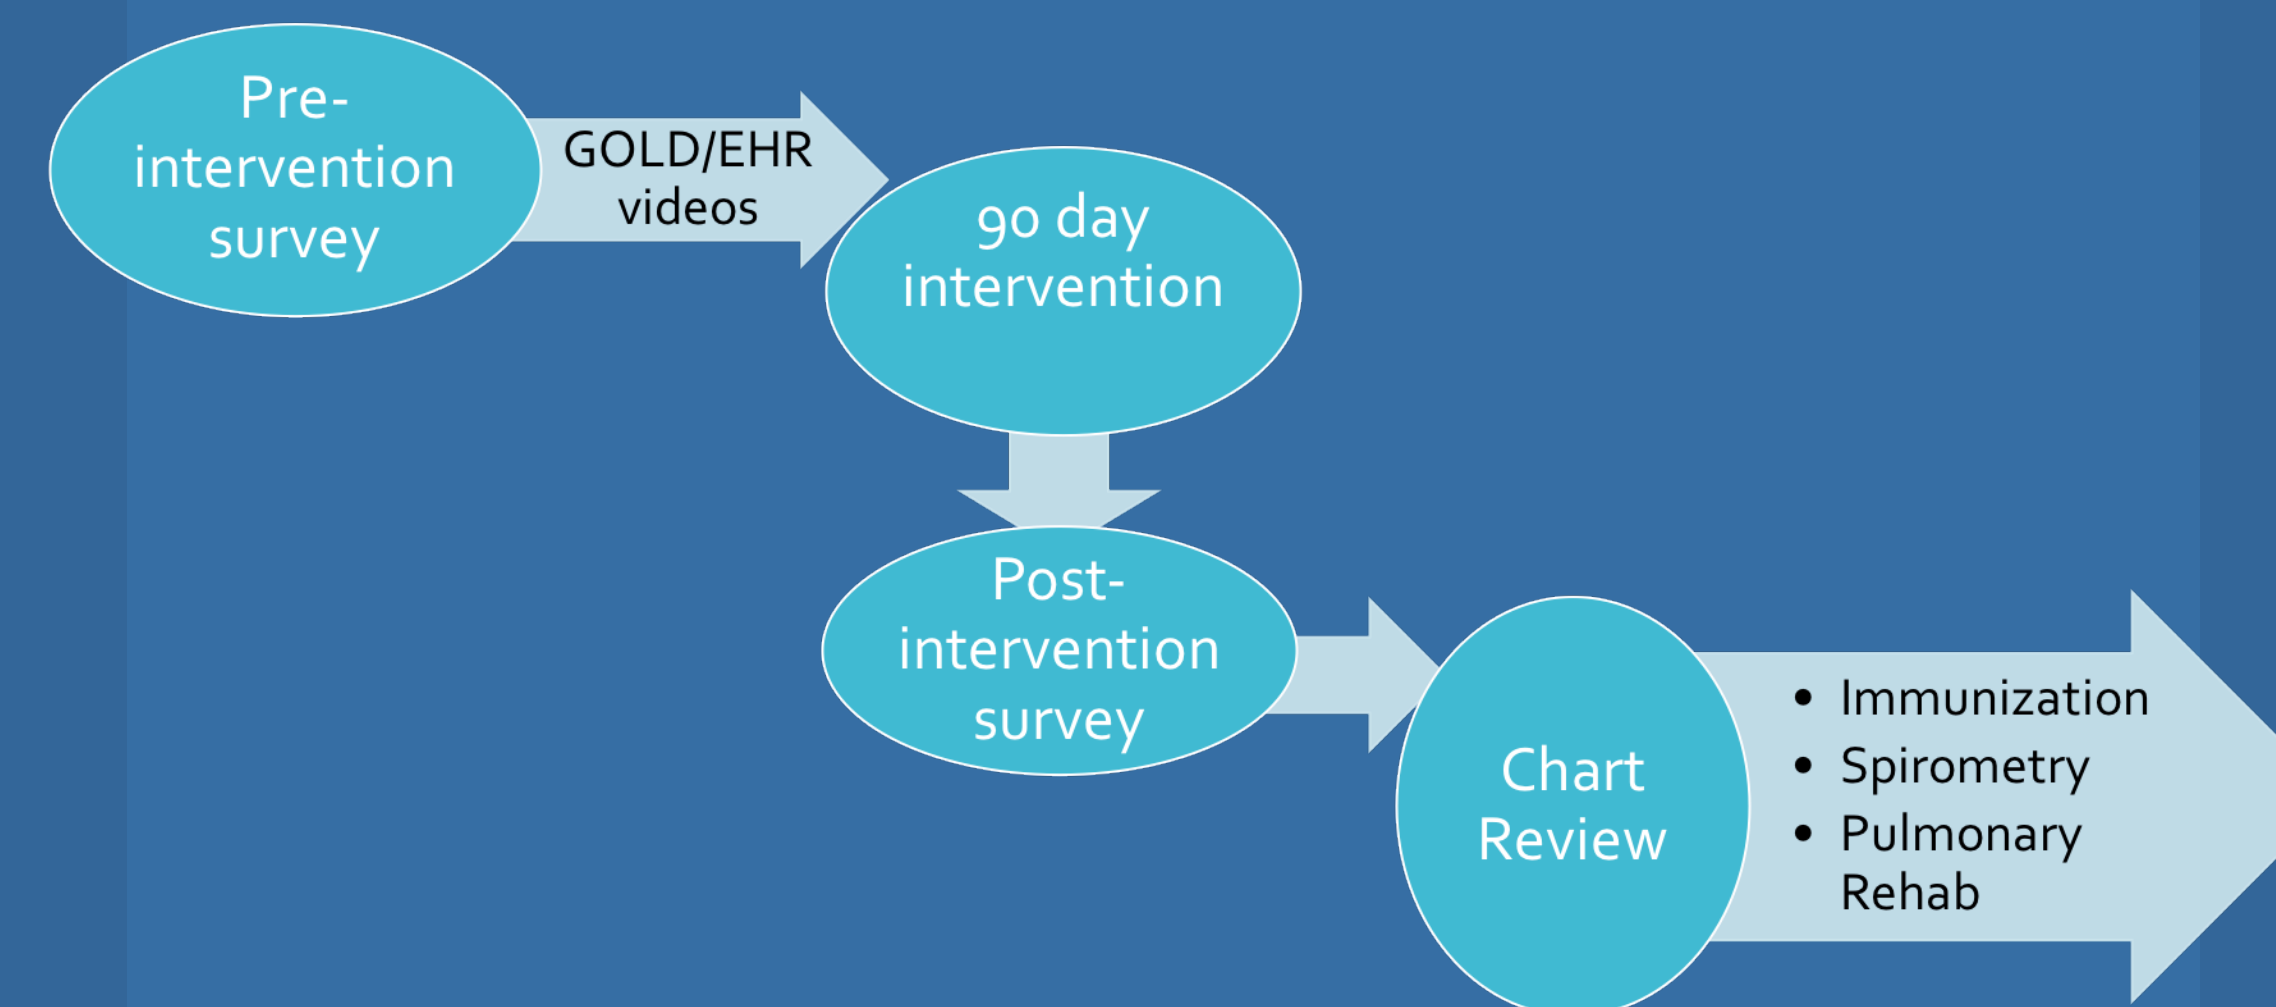 Pre-
intervention
survey
GOLD/EHR
videos
90 day
intervention
Post-
intervention
survey
Chart
Review
• Immunization
• Spirometry
• Pulmonary
Rehab